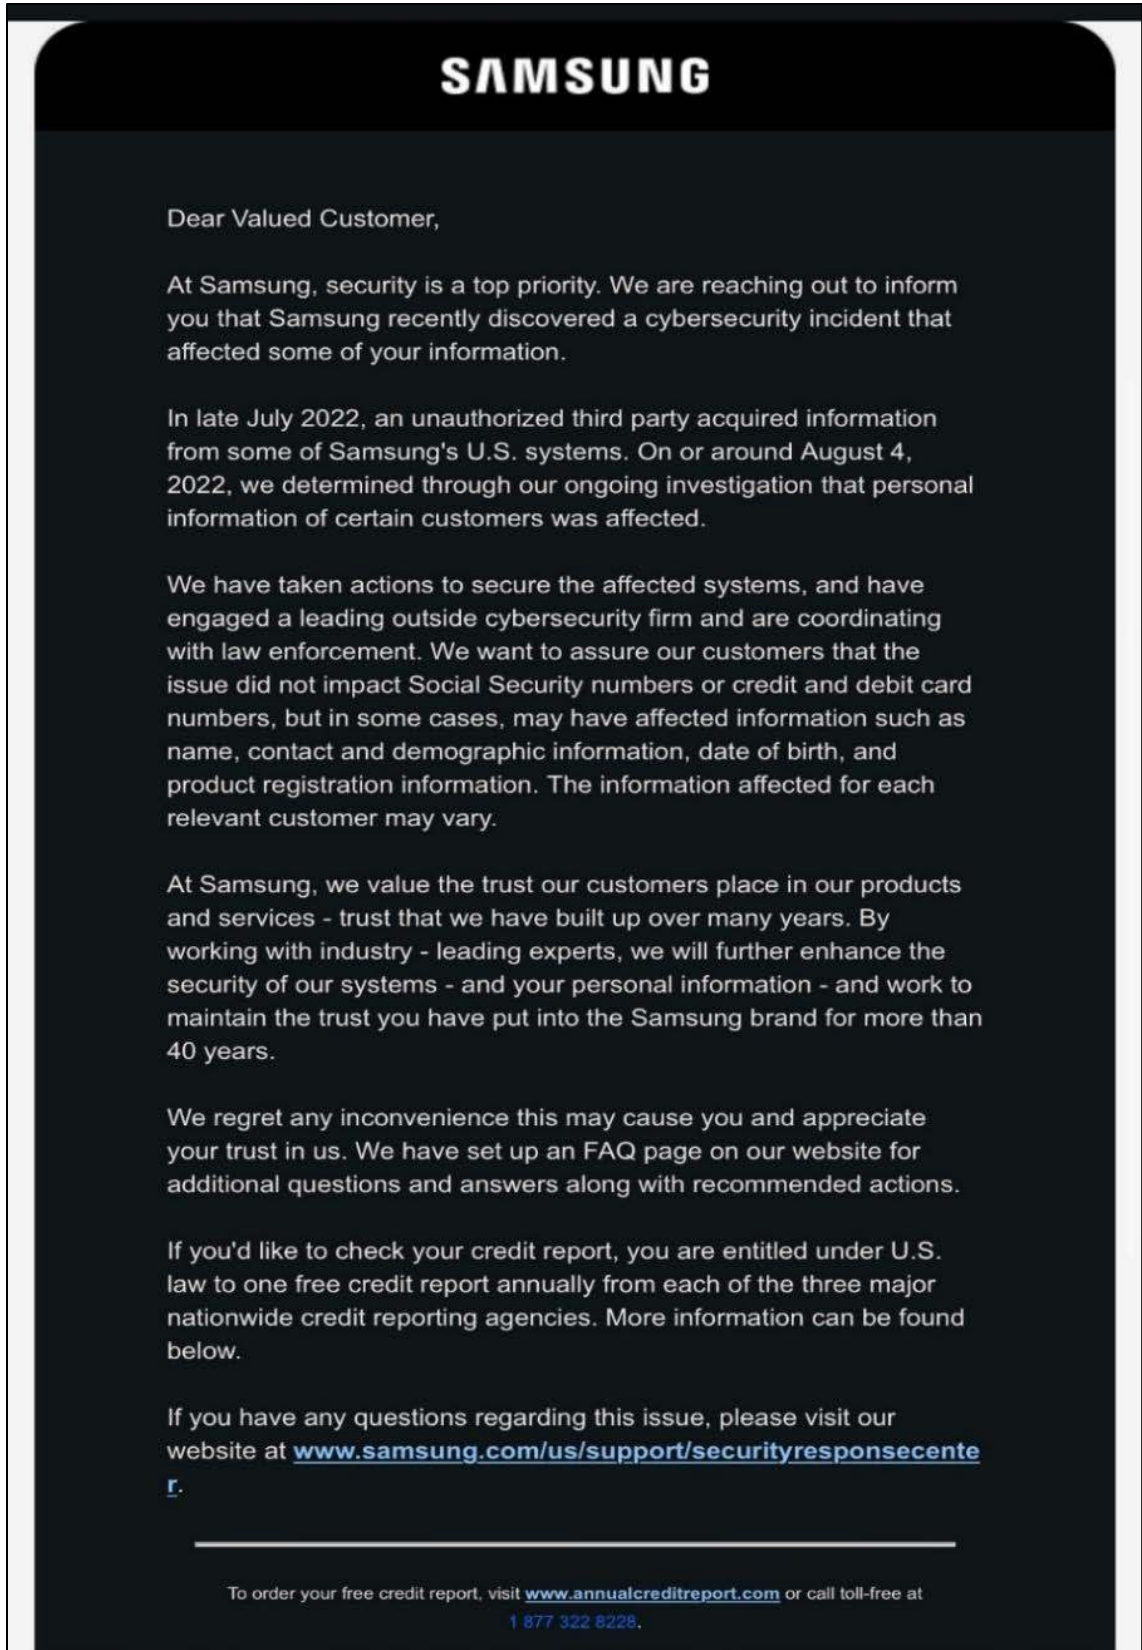 SAMSUNG
Dear Valued Customer,
At Samsung, security is a top priority. We are reaching out to inform
you that Samsung recently discovered a cybersecurity incident that
affected some of your information.
In late July 2022, an unauthorized third party acquired information
from some of Samsung's U.S. systems. On or around August 4,
2022, we determined through our ongoing investigation that personal
information of certain customers was affected.
We have taken actions to secure the affected systems, and have
engaged a leading outside cybersecurity firm and are coordinating
with law enforcement. We want to assure our customers that the
issue did not impact Social Security numbers or credit and debit card
numbers, but in some cases, may have affected information such as
name, contact and demographic information, date of birth, and
product registration information. The information affected for each
relevant customer may vary.
At Samsung, we value the trust our customers place in our products
and services - trust that we have built up over many years. By
working with industry - leading experts, we will further enhance the
security of our systems - and your personal information - and work to
maintain the trust you have put into the Samsung brand for more than
40 years.
We regret any inconvenience this may cause you and appreciate
your trust in us. We have set up an FAQ page on our website for
additional questions and answers along with recommended actions.
If you'd like to check your credit report, you are entitled under U.S.
law to one free credit report annually from each of the three major
nationwide credit reporting agencies. More information can be found
below.
If you have any questions regarding this issue, please visit our
website at www.samsung.com/us/support/securityresponsecente
r.
To order your free credit report, visit www.annualcreditreport.com or call toll-free at
1 877 322 8228.